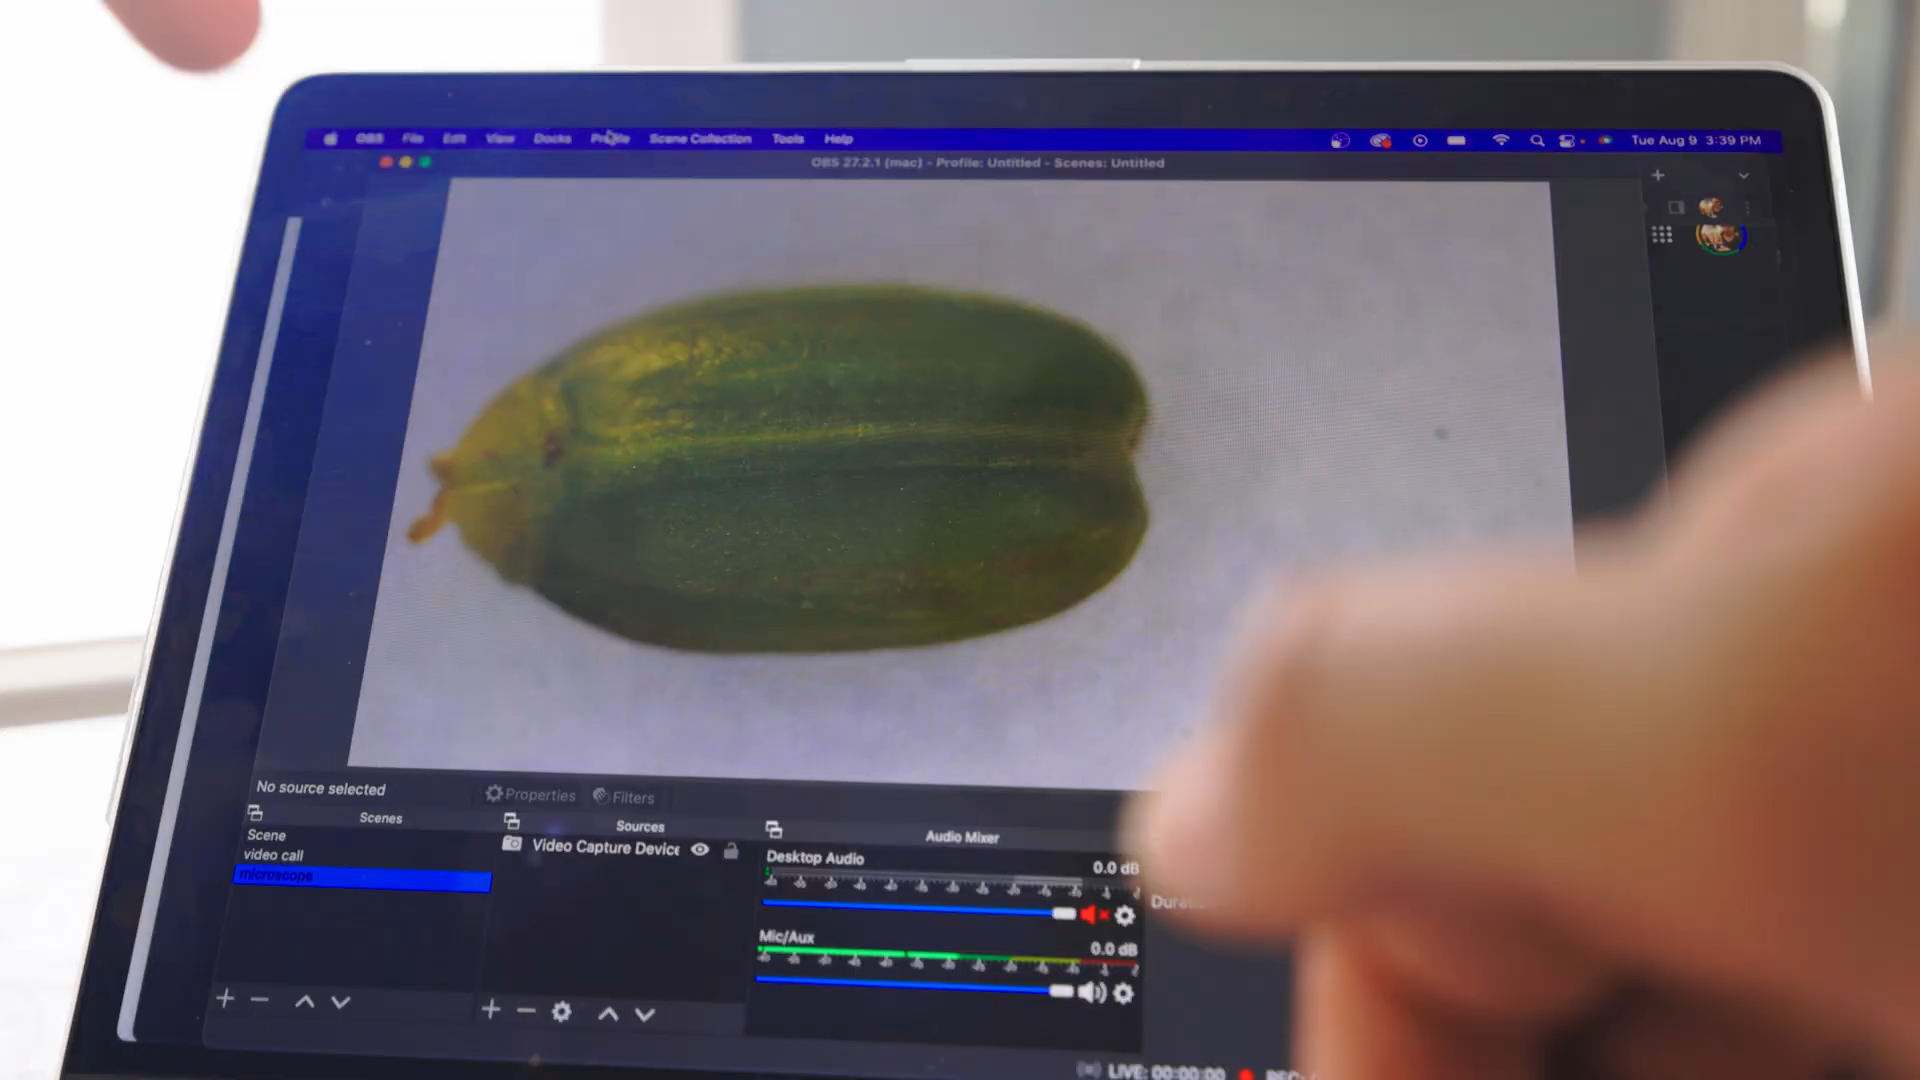 OBS File Edit View Docks Profile Scene Collection Tools Help Tue Aug 9 3:39 PM
OBS 27.2.1 (mac) - Profile: Untitled - Scenes: Untitled
No source selected
Properties
Filters
Scenes
Scene
video call
microscope
Sources
Video Capture Device
Audio Mixer
Desktop Audio 0.0 dB
Mic/Aux 0.0 dB
LIVE: 00:00:00